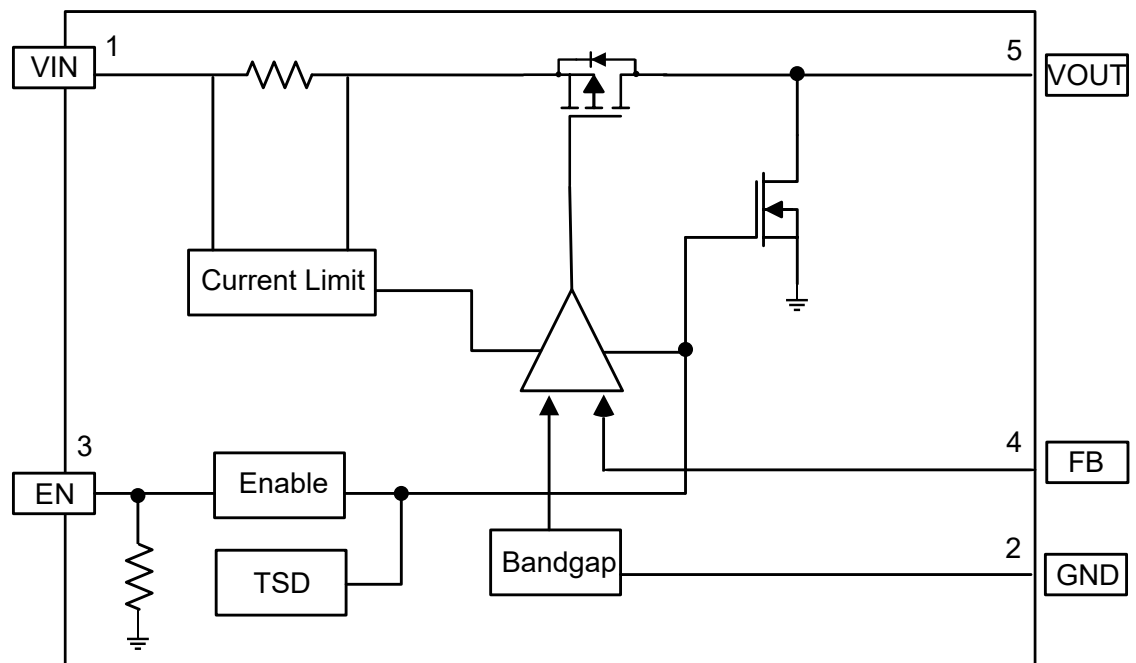 1
VIN
5
VOUT
Current Limit
3
EN
Enable
4
FB
TSD
Bandgap
2
GND